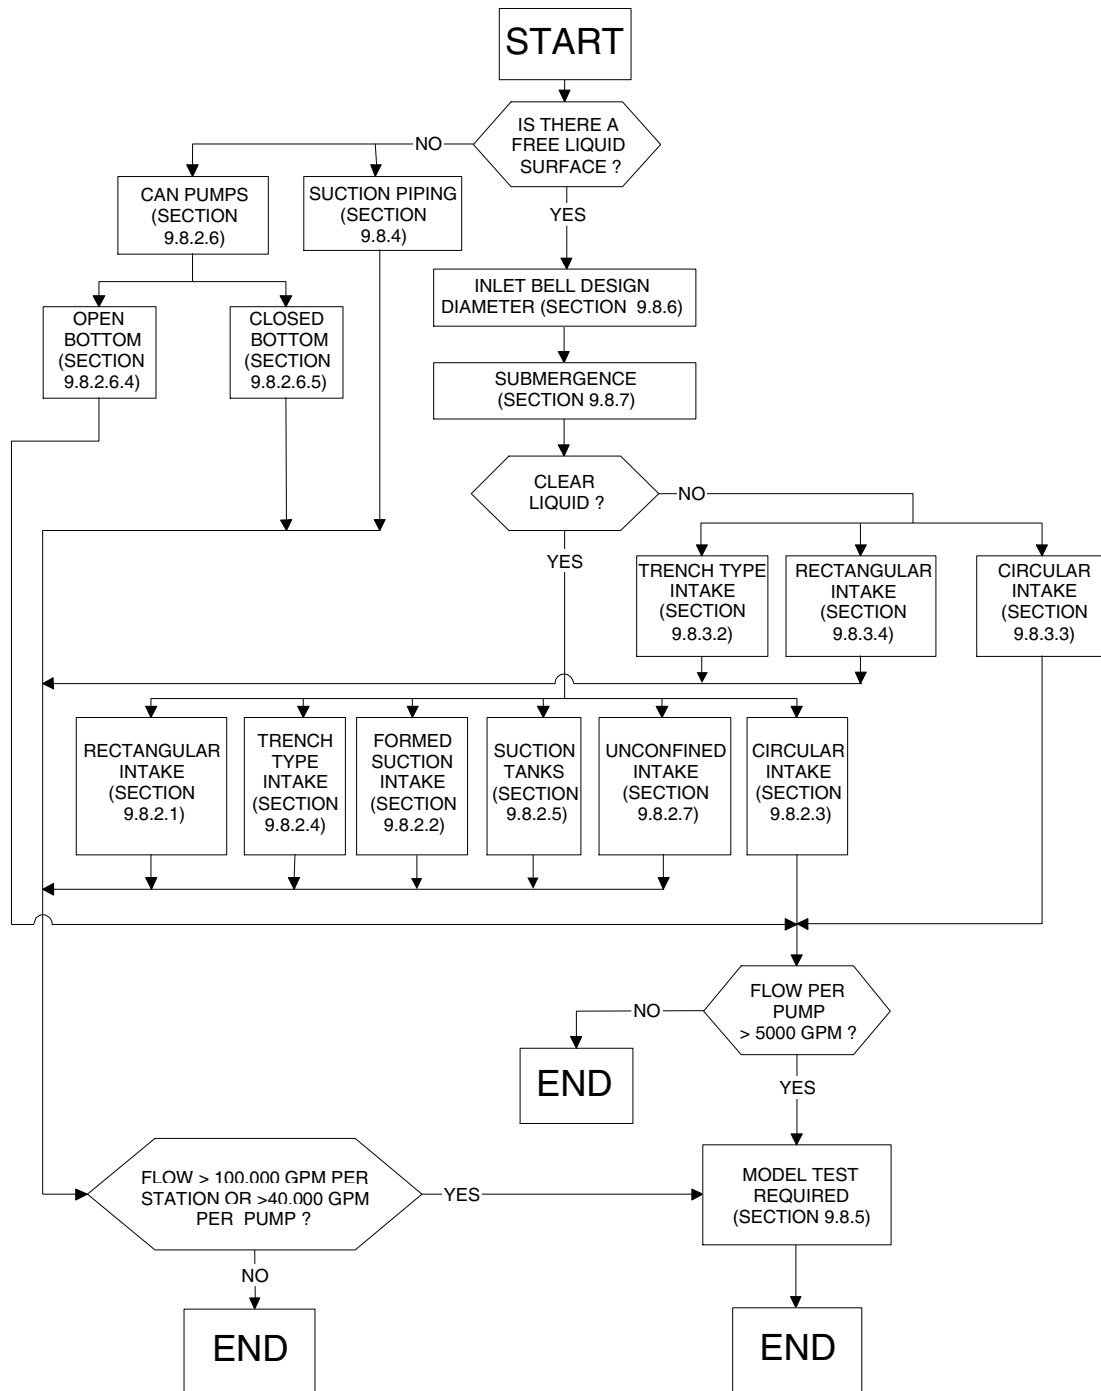 START
IS THERE A
FREE LIQUID
SURFACE ?
NO
YES
CAN PUMPS
(SECTION
9.8.2.6)
SUCTION PIPING
(SECTION
9.8.4)
INLET BELL DESIGN
DIAMETER (SECTION 9.8.6)
OPEN
BOTTOM
(SECTION
9.8.2.6.4)
CLOSED
BOTTOM
(SECTION
9.8.2.6.5)
SUBMERGENCE
(SECTION 9.8.7)
CLEAR
LIQUID ?
NO
YES
TRENCH TYPE
INTAKE
(SECTION
9.8.3.2)
RECTANGULAR
INTAKE
(SECTION
9.8.3.4)
CIRCULAR
INTAKE
(SECTION
9.8.3.3)
RECTANGULAR
INTAKE
(SECTION
9.8.2.1)
TRENCH
TYPE
INTAKE
(SECTION
9.8.2.4)
FORMED
SUCTION
INTAKE
(SECTION
9.8.2.2)
SUCTION
TANKS
(SECTION
9.8.2.5)
UNCONFINED
INTAKE
(SECTION
9.8.2.7)
CIRCULAR
INTAKE
(SECTION
9.8.2.3)
FLOW PER
PUMP
> 5000 GPM ?
NO
YES
END
FLOW > 100.000 GPM PER
STATION OR >40.000 GPM
PER PUMP ?
YES
NO
MODEL TEST
REQUIRED
(SECTION 9.8.5)
END
END